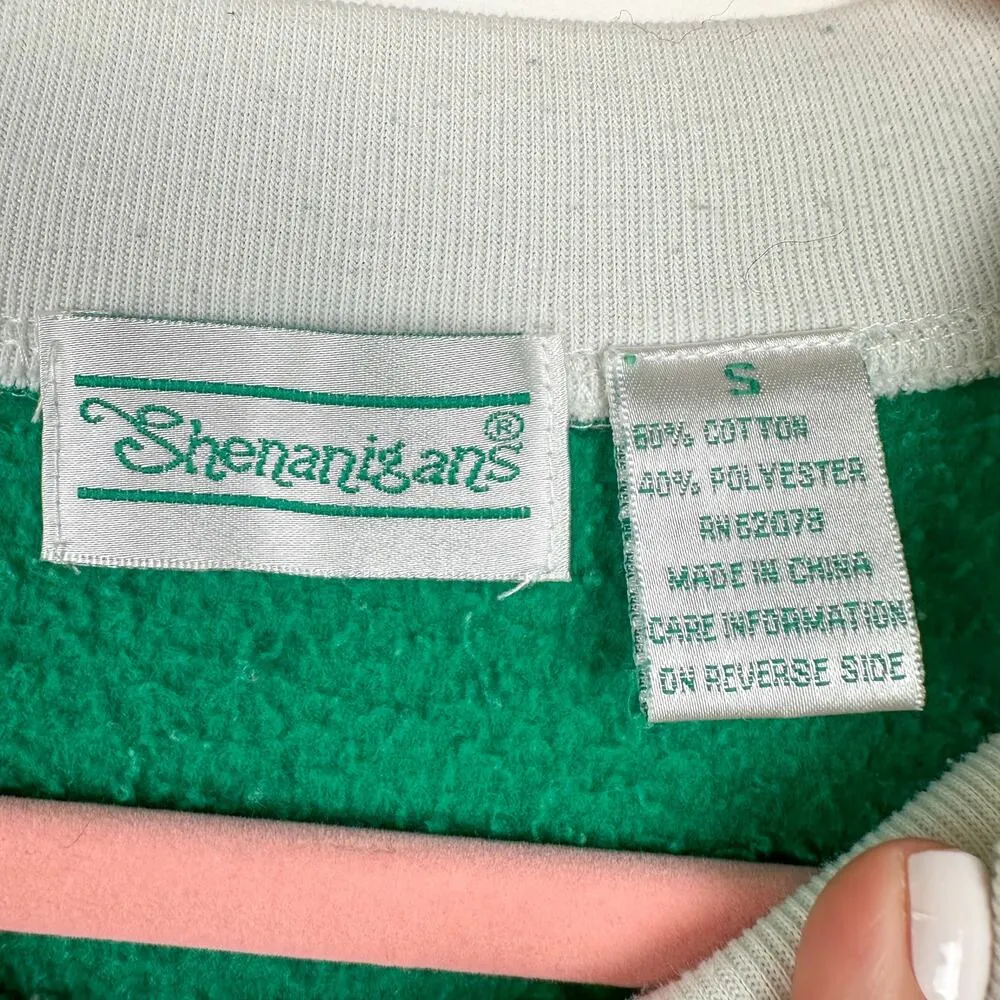 Shenanigans®
S
60% COTTON
40% POLYESTER
RN 62078
MADE IN CHINA
CARE INFORMATION
ON REVERSE SIDE